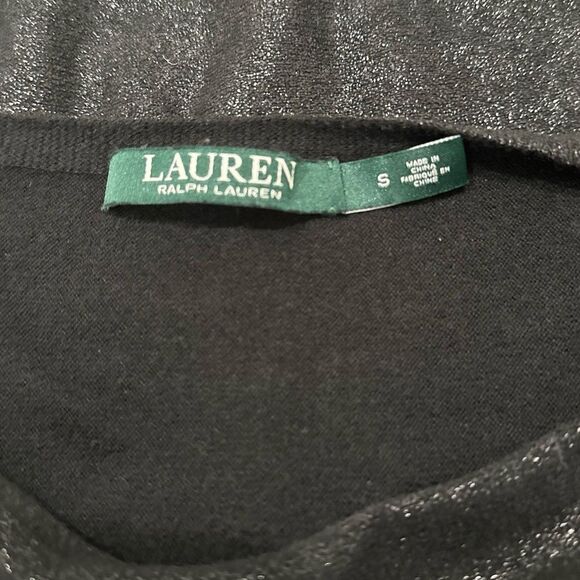 LAUREN
RALPH LAUREN
S
MADE IN
CHINA
FABRIQUÉ EN
CHINE